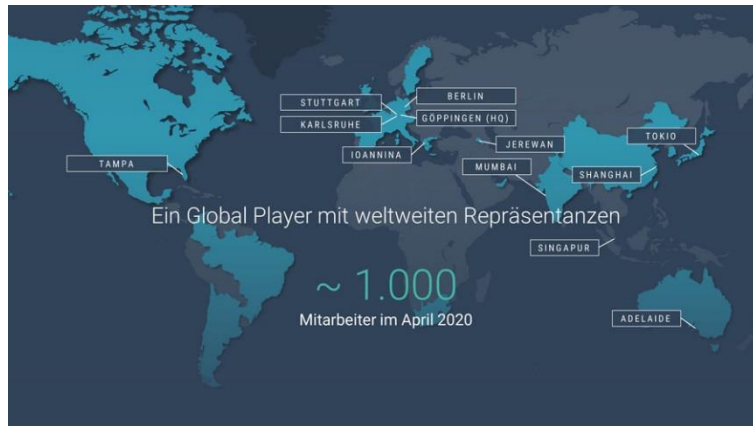 BERLIN
STUTTGART
GÖPPINGEN (HQ)
KARLSRUHE
TOKIO
JEREWAN
IOANNINA
TAMPA
MUMBAI
SHANGHAI
Ein Global Player mit weltweiten Repräsentanzen
SINGAPUR
~ 1.000
Mitarbeiter im April 2020
ADELAIDE